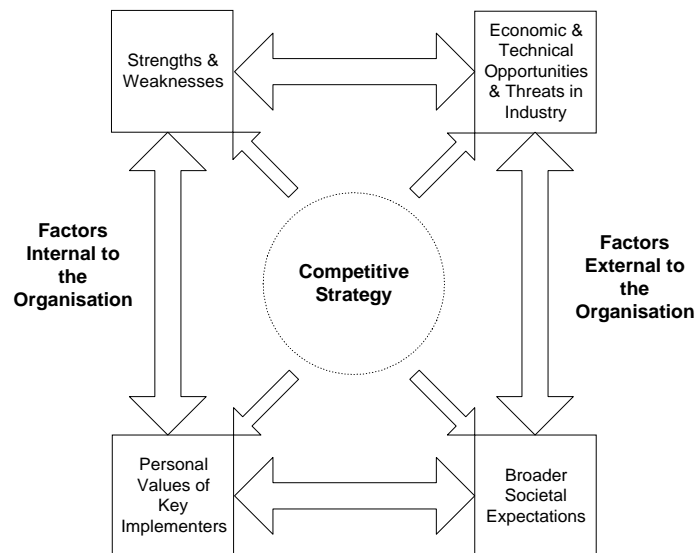 Strengths &
Weaknesses
Economic &
Technical
Opportunities
& Threats in
Industry
Factors
Internal to
the
Organisation
Competitive
Strategy
Factors
External to
the
Organisation
Personal
Values of
Key
Implementers
Broader
Societal
Expectations